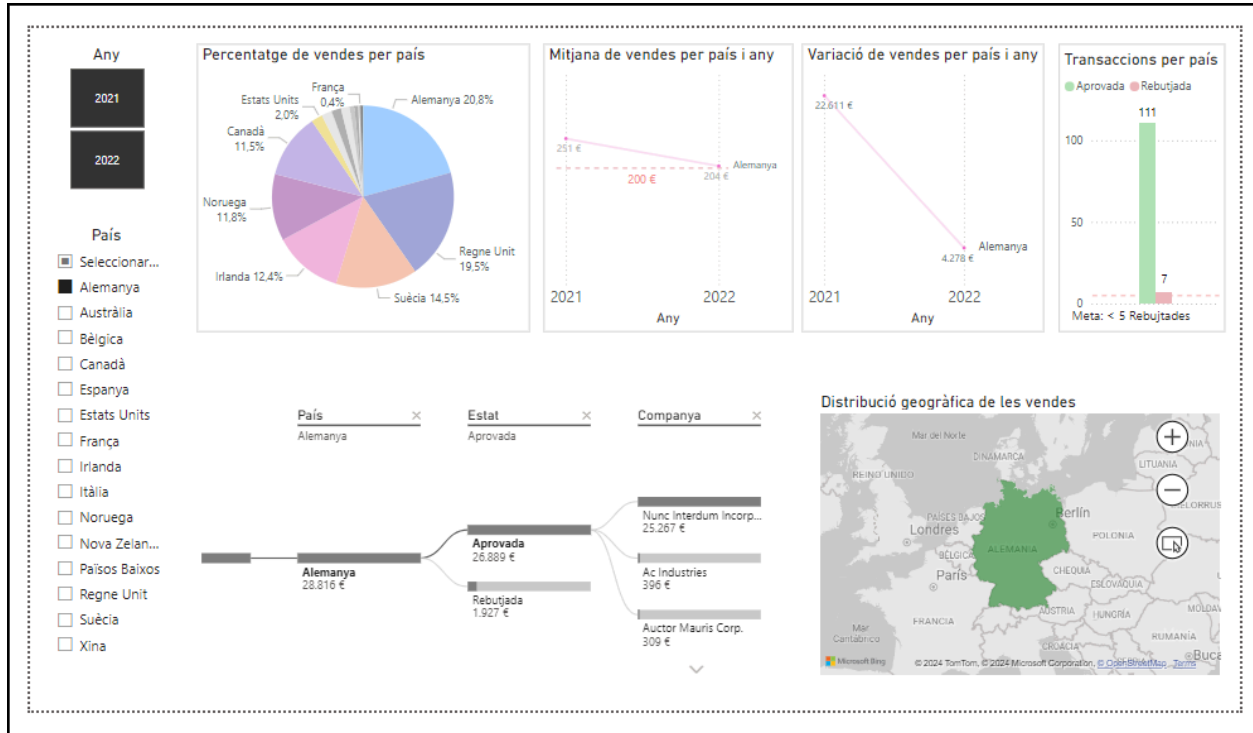 Any
2021
2022
País
Seleccionar...
Alemanya
Austràlia
Bèlgica
Canadà
Espanya
Estats Units
França
Irlanda
Itàlia
Noruega
Nova Zelan...
Països Baixos
Regne Unit
Suècia
Xina
Percentatge de vendes per país
França
0,4%
Estats Units
2,0%
Alemanya 20,8%
Canadà
11,5%
Noruega
11,8%
Irlanda 12,4%
Suècia 14,5%
Regne Unit
19,5%
Mitjana de vendes per país i any
251 €
204 €
Alemanya
200 €
2021
2022
Any
Variació de vendes per país i any
22.611 €
4.278 €
Alemanya
2021
2022
Any
Transaccions per país
Aprovada
Rebutjada
111
100
50
7
0
Meta: < 5 Rebujtades
País
Alemanya
Estat
Aprovada
Companya
Alemanya
28.816 €
Aprovada
26.889 €
Rebutjada
1.927 €
Nunc Interdum Incorp...
25.267 €
Ac Industries
396 €
Auctor Mauris Corp.
309 €
Distribució geogràfica de les vendes
Mar del Norte
DINAMARCA
LITUANIA
REINO UNIDO
PAÍSES BAJOS
Berlín
Londres
POLONIA
BÉLGICA
ALEMANIA
París
CHEQUIA
ESLOVAQUIA
AUSTRIA
HUNGRÍA
MOLDAV
FRANCIA
Mar
Cantábrico
CROACIA
RUMANÍA
Buca
Microsoft Bing
© 2024 TomTom, © 2024 Microsoft Corporation, © OpenStreetMap Terms